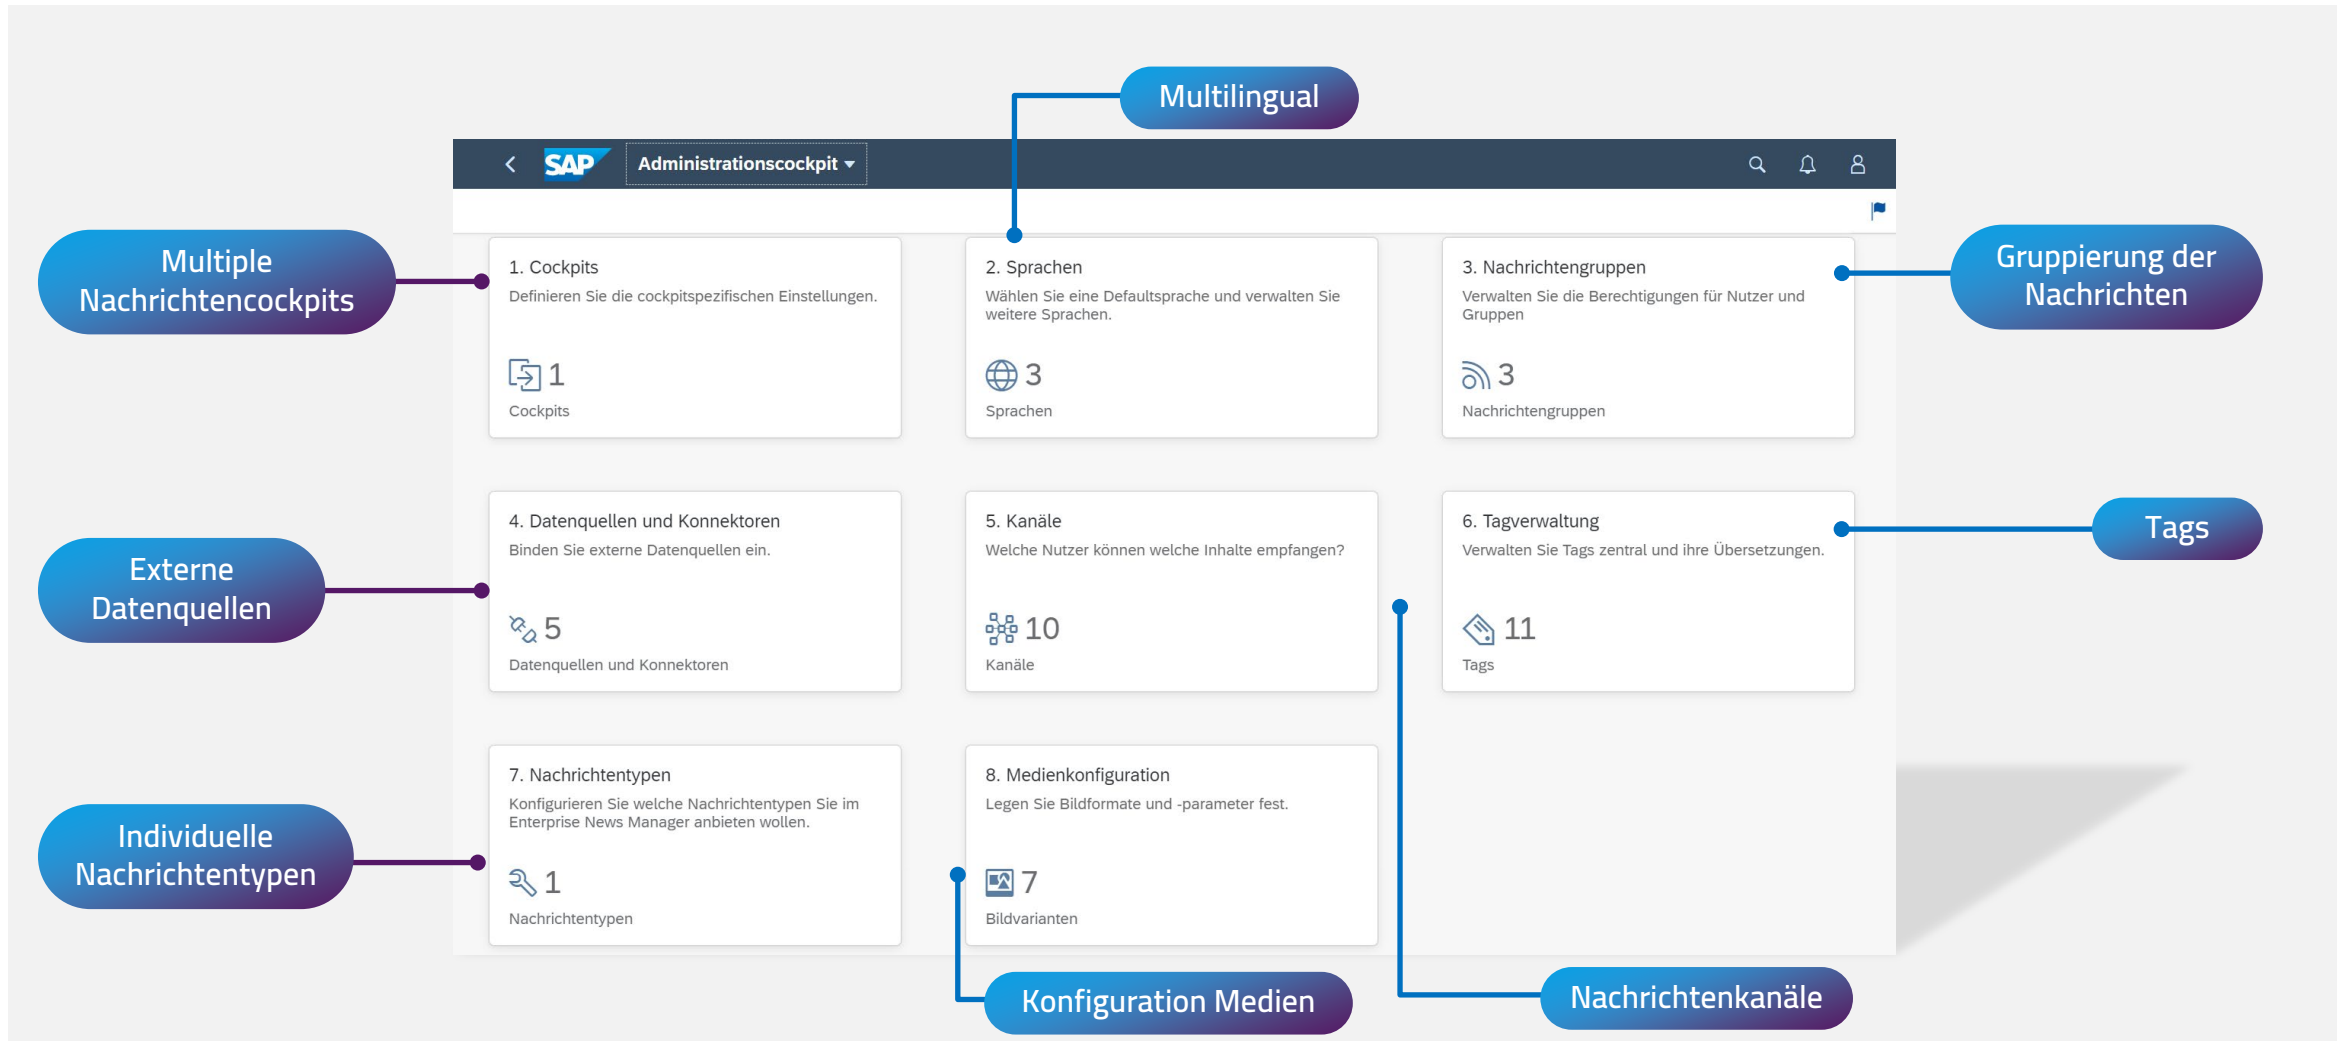 Multilingual
SAP Administrationscockpit
Multiple
Nachrichtencockpits
1. Cockpits
Definieren Sie die cockpitspezifischen Einstellungen.
1
Cockpits
2. Sprachen
Wählen Sie eine Defaultsprache und verwalten Sie
weitere Sprachen.
3
Sprachen
3. Nachrichtengruppen
Verwalten Sie die Berechtigungen für Nutzer und
Gruppen
3
Nachrichtengruppen
Gruppierung der
Nachrichten
Externe
Datenquellen
4. Datenquellen und Konnektoren
Binden Sie externe Datenquellen ein.
5
Datenquellen und Konnektoren
5. Kanäle
Welche Nutzer können welche Inhalte empfangen?
10
Kanäle
6. Tagverwaltung
Verwalten Sie Tags zentral und ihre Übersetzungen.
11
Tags
Tags
Individuelle
Nachrichtentypen
7. Nachrichtentypen
Konfigurieren Sie welche Nachrichtentypen Sie im
Enterprise News Manager anbieten wollen.
1
Nachrichtentypen
8. Medienkonfiguration
Legen Sie Bildformate und -parameter fest.
7
Bildvarianten
Konfiguration Medien
Nachrichtenkanäle